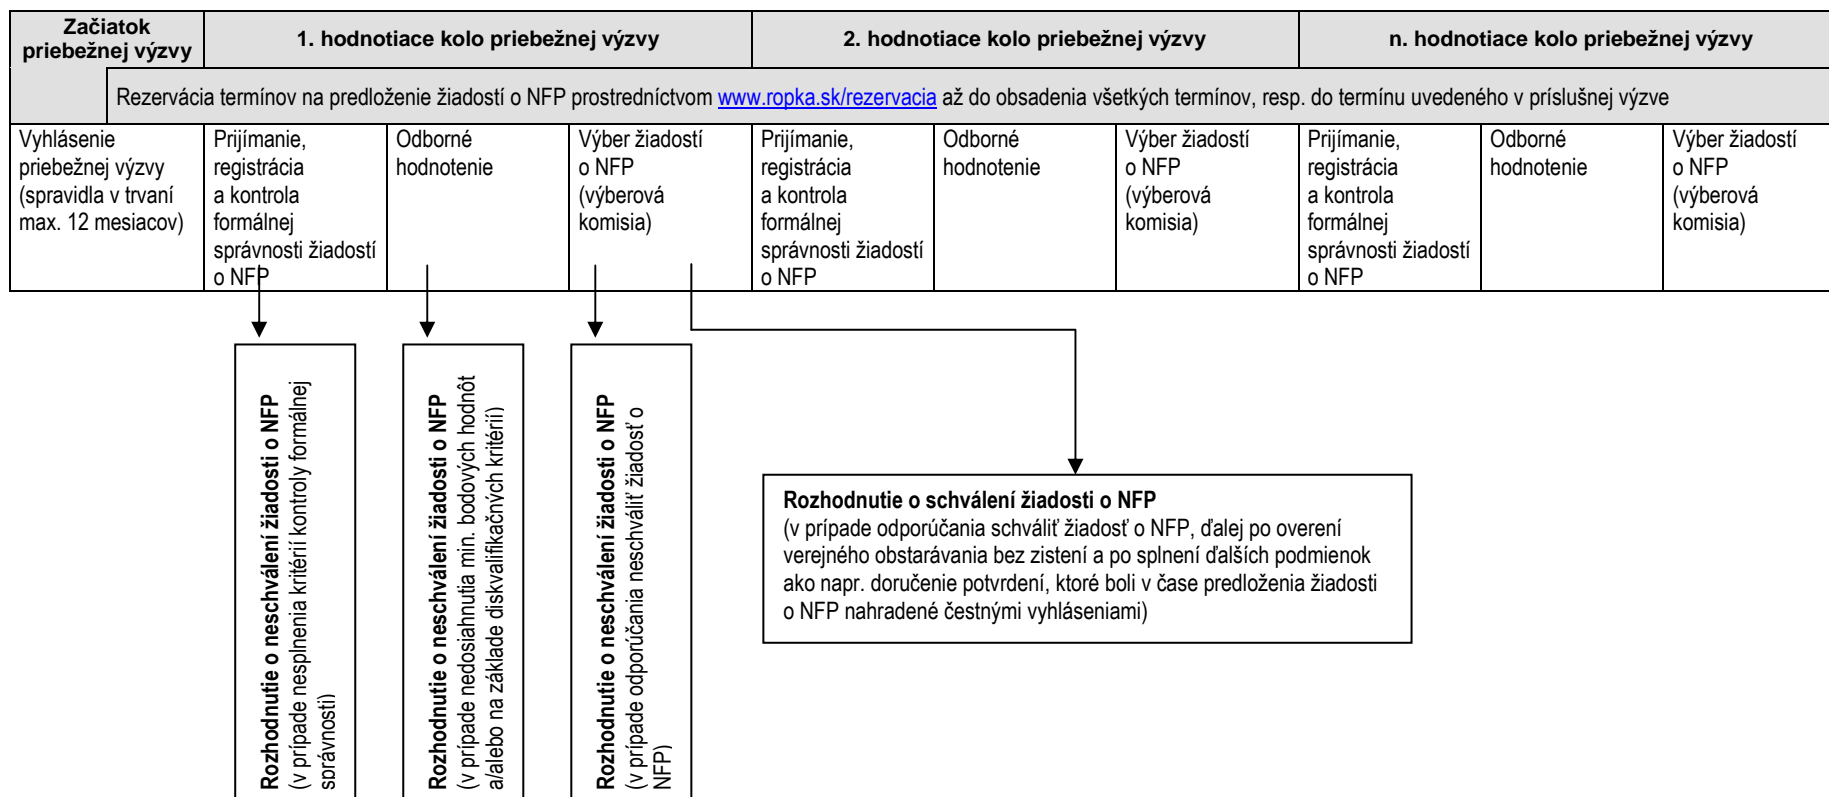 Začiatok
priebežnej výzvy
1. hodnotiace kolo priebežnej výzvy
2. hodnotiace kolo priebežnej výzvy
n. hodnotiace kolo priebežnej výzvy
Rezervácia termínov na predloženie žiadostí o NFP prostredníctvom www.ropka.sk/rezervacia až do obsadenia všetkých termínov, resp. do termínu uvedeného v príslušnej výzve
Vyhlásenie
priebežnej výzvy
(spravidla v trvaní
max. 12 mesiacov)
Prijímanie,
registrácia
a kontrola
formálnej
správnosti žiadostí
o NFP
Odborné
hodnotenie
Výber žiadostí
o NFP
(výberová
komisia)
Prijímanie,
registrácia
a kontrola
formálnej
správnosti žiadostí
o NFP
Odborné
hodnotenie
Výber žiadostí
o NFP
(výberová
komisia)
Prijímanie,
registrácia
a kontrola
formálnej
správnosti žiadostí
o NFP
Odborné
hodnotenie
Výber žiadostí
o NFP
(výberová
komisia)
Rozhodnutie o neschválení žiadosti o NFP
(v prípade nesplnenia kritérií kontroly formálnej
správnosti)
Rozhodnutie o neschválení žiadosti o NFP
(v prípade nedosiahnutia min. bodových hodnôt
a/alebo na základe diskvalifikačných kritérií)
Rozhodnutie o neschválení žiadosti o NFP
(v prípade odporúčania neschváliť žiadosť o
NFP)
Rozhodnutie o schválení žiadosti o NFP
(v prípade odporúčania schváliť žiadosť o NFP, ďalej po overení
verejného obstarávania bez zistení a po splnení ďalších podmienok
ako napr. doručenie potvrdení, ktoré boli v čase predloženia žiadosti
o NFP nahradené čestnými vyhláseniami)